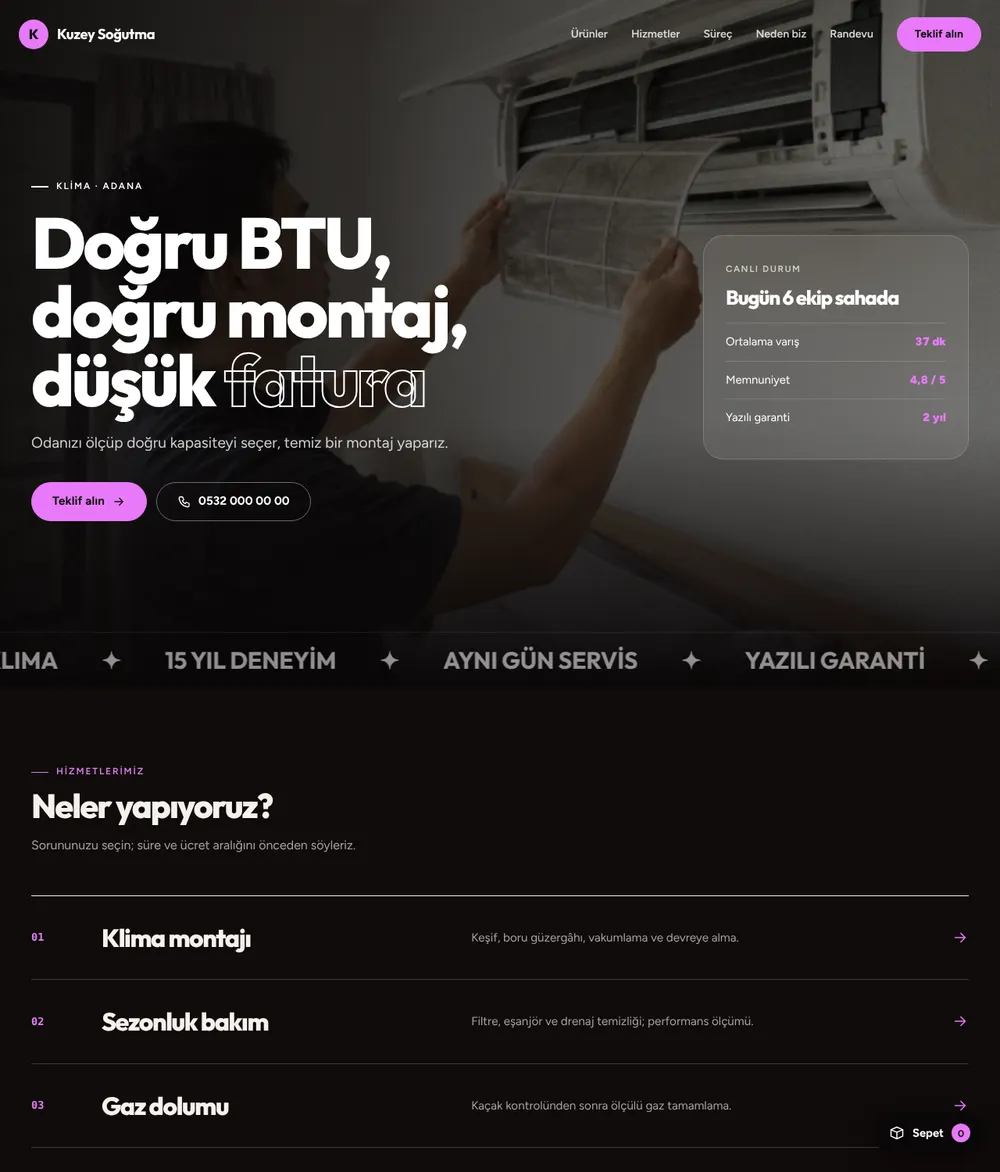 K Kuzey Soğutma
Ürünler Hizmetler Süreç Neden biz Randevu Teklif alın
KLİMA · ADANA
Doğru BTU,
doğru montaj,
düşük fatura
Odanızı ölçüp doğru kapasiteyi seçer, temiz bir montaj yaparız.
Teklif alın → 0532 000 00 00
CANLI DURUM
Bugün 6 ekip sahada
Ortalama varış 37 dk
Memnuniyet 4,8 / 5
Yazılı garanti 2 yıl
LIMA ✦ 15 YIL DENEYİM ✦ AYNI GÜN SERVİS ✦ YAZILI GARANTİ ✦
HİZMETLERİMİZ
Neler yapıyoruz?
Sorununuzu seçin; süre ve ücret aralığını önceden söyleriz.
01 Klima montajı Keşif, boru güzergâhı, vakumlama ve devreye alma. →
02 Sezonluk bakım Filtre, eşanjör ve drenaj temizliği; performans ölçümü. →
03 Gaz dolumu Kaçak kontrolünden sonra ölçülü gaz tamamlama. →
Sepet 0